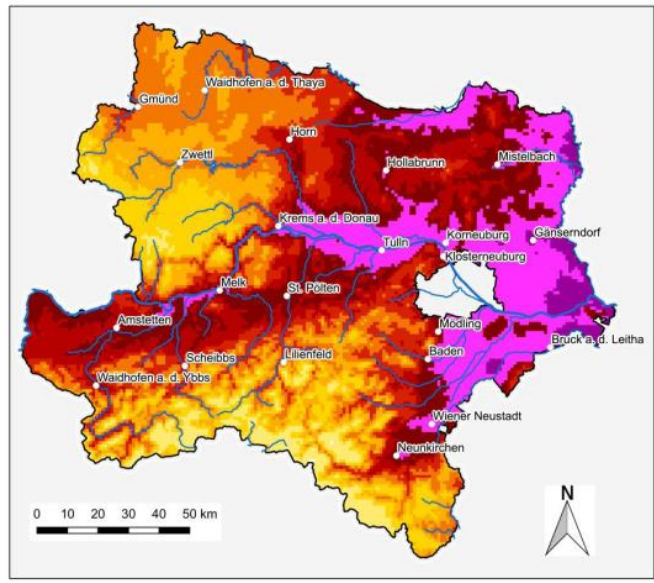 Waidhofen a. d. Thaya
Gmünd
Horn
Zwettl
Hollabrunn
Mistelbach
Krems a. d. Donau
Tulln
Korneuburg
Gänserndorf
Klosterneuburg
Melk
St. Pölten
Amstetten
Mödling
Bruck a. d. Leitha
Baden
Scheibbs
Lilienfeld
Waidhofen a. d. Ybbs
Wiener Neustadt
Neunkirchen
N
0 10 20 30 40 50 km